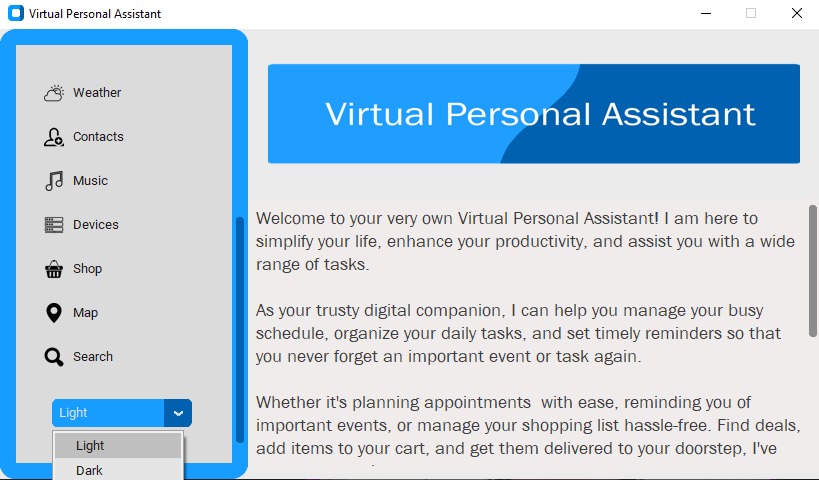 Virtual Personal Assistant
Weather
Contacts
Music
Devices
Shop
Map
Search
Light
Light
Dark
Virtual Personal Assistant
Welcome to your very own Virtual Personal Assistant! I am here to
simplify your life, enhance your productivity, and assist you with a wide
range of tasks.
As your trusty digital companion, I can help you manage your busy
schedule, organize your daily tasks, and set timely reminders so that
you never forget an important event or task again.
Whether it's planning appointments  with ease, reminding you of
important events, or manage your shopping list hassle-free. Find deals,
add items to your cart, and get them delivered to your doorstep, I've